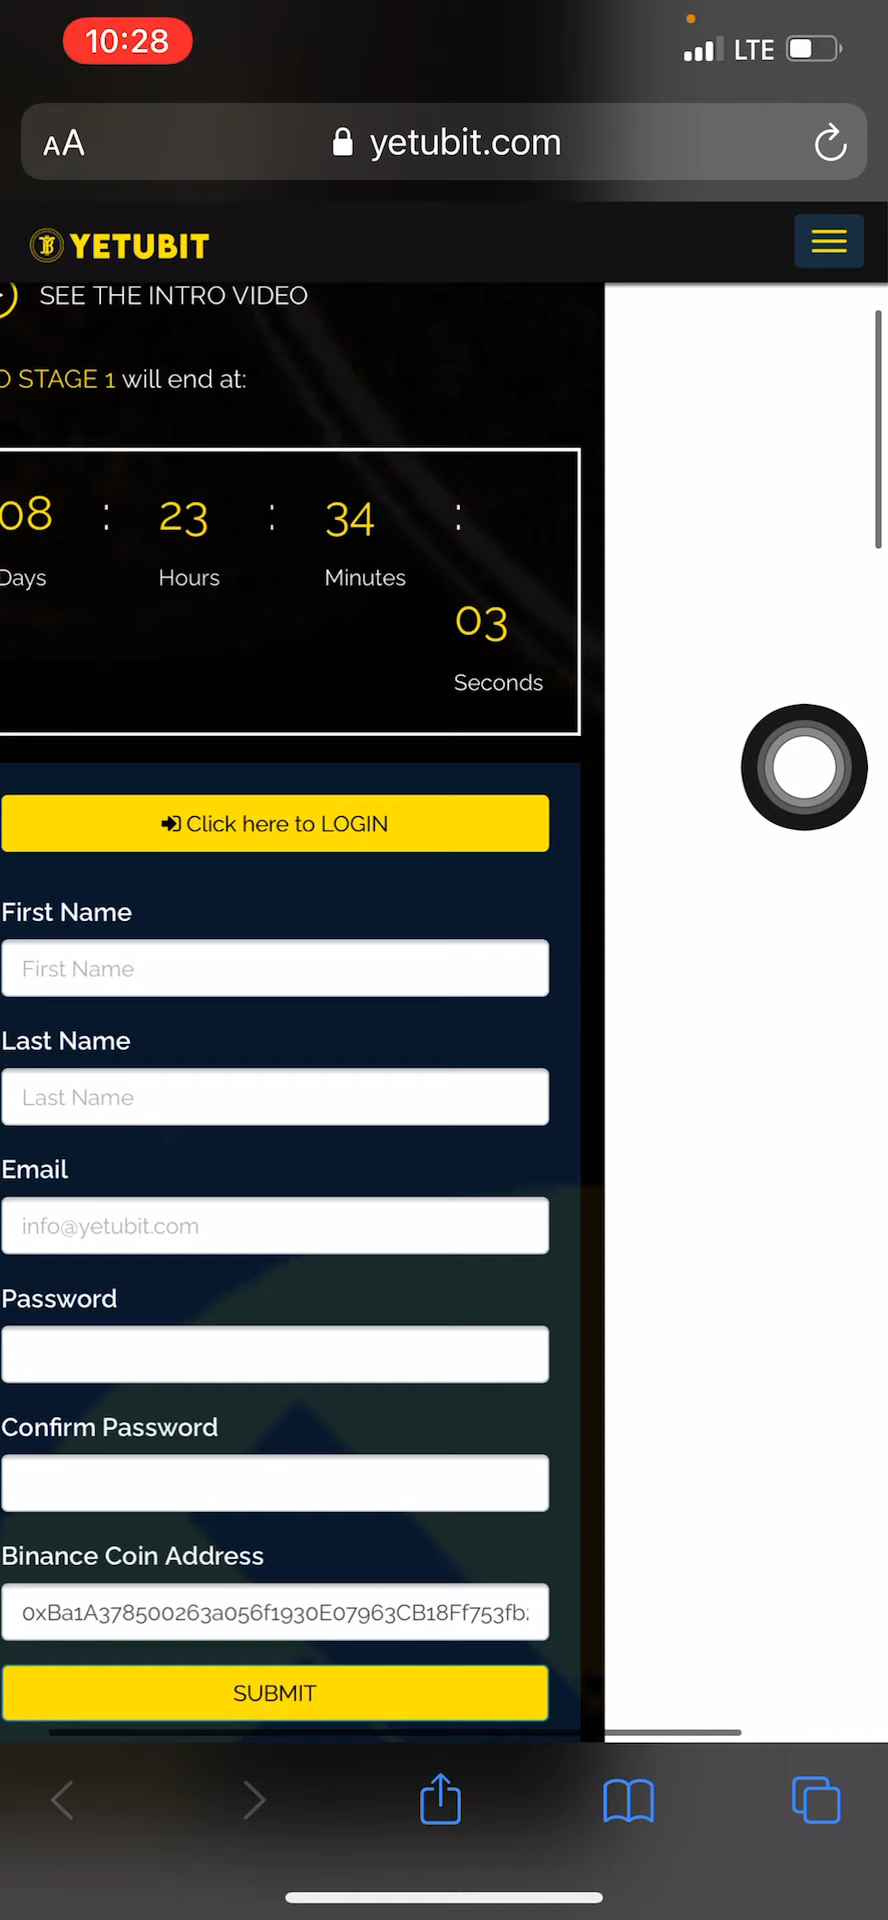 10:28
LTE
AA
yetubit.com
YETUBIT
SEE THE INTRO VIDEO
O STAGE 1 will end at:
08 : 23 : 34 :
Days Hours Minutes
03
Seconds
Click here to LOGIN
First Name
First Name
Last Name
Last Name
Email
info@yetubit.com
Password
Confirm Password
Binance Coin Address
0xBa1A378500263a056f1930E07963CB18Ff753fb
SUBMIT